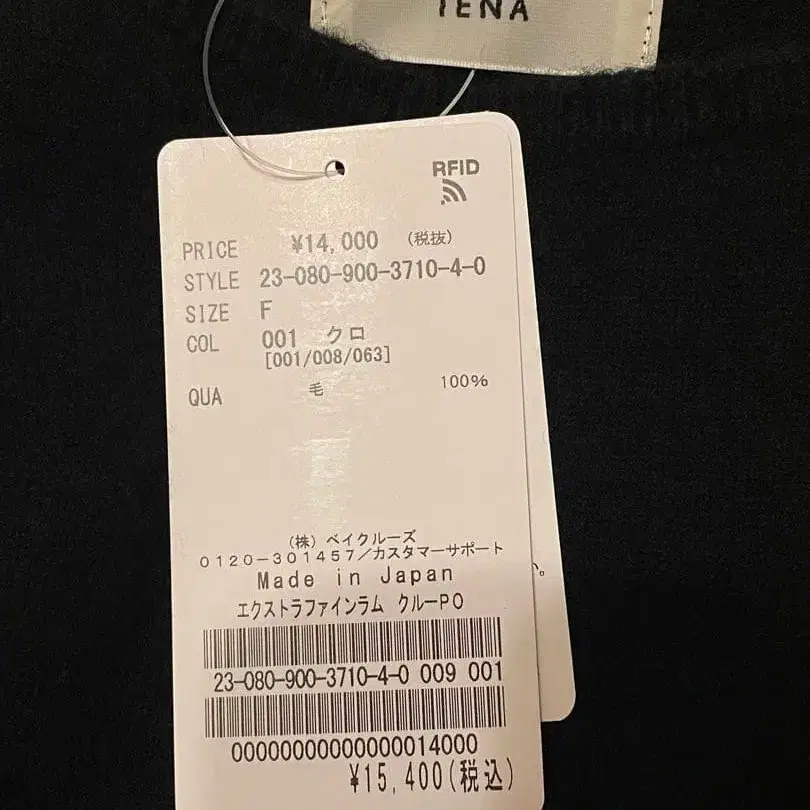 IENA
RFID
PRICE ¥14,000 (税抜)
STYLE 23-080-900-3710-4-0
SIZE F
COL 001 クロ
[001/008/063]
QUA 毛 100%
(株)ベイクルーズ
0120-301457/カスタマーサポート
Made in Japan
エクストラファインラム クルーPO
23-080-900-3710-4-0 009 001
00000000000000014000
¥15,400(税込)
い。